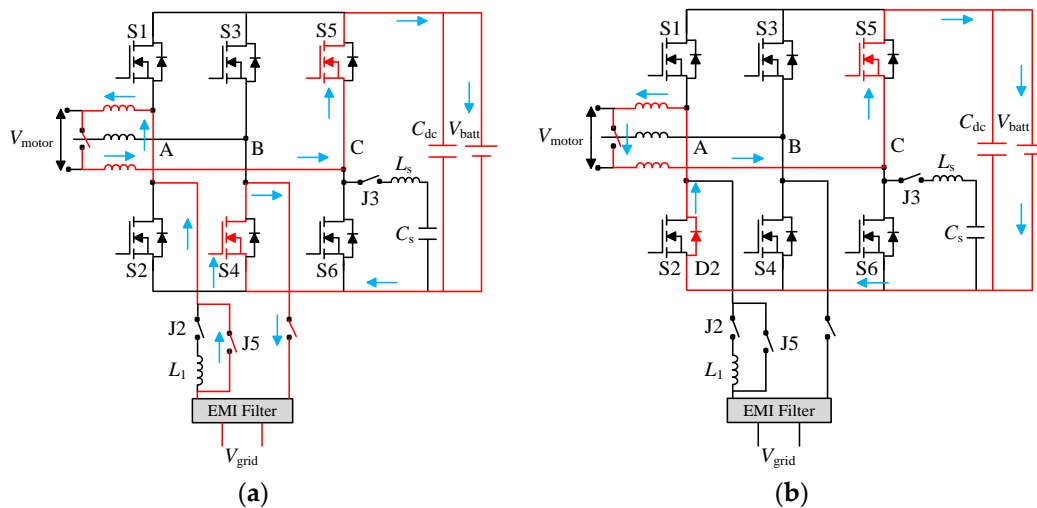 S1 S3 S5
V_motor
A B C
C_dc V_batt
L_s
J3
C_s
S2 S4 S6
J2
J5
L_1
EMI Filter
V_grid
(a)
S1 S3 S5
V_motor
A B C
C_dc V_batt
L_s
J3
C_s
S2 D2 S4 S6
J2
J5
L_1
EMI Filter
V_grid
(b)